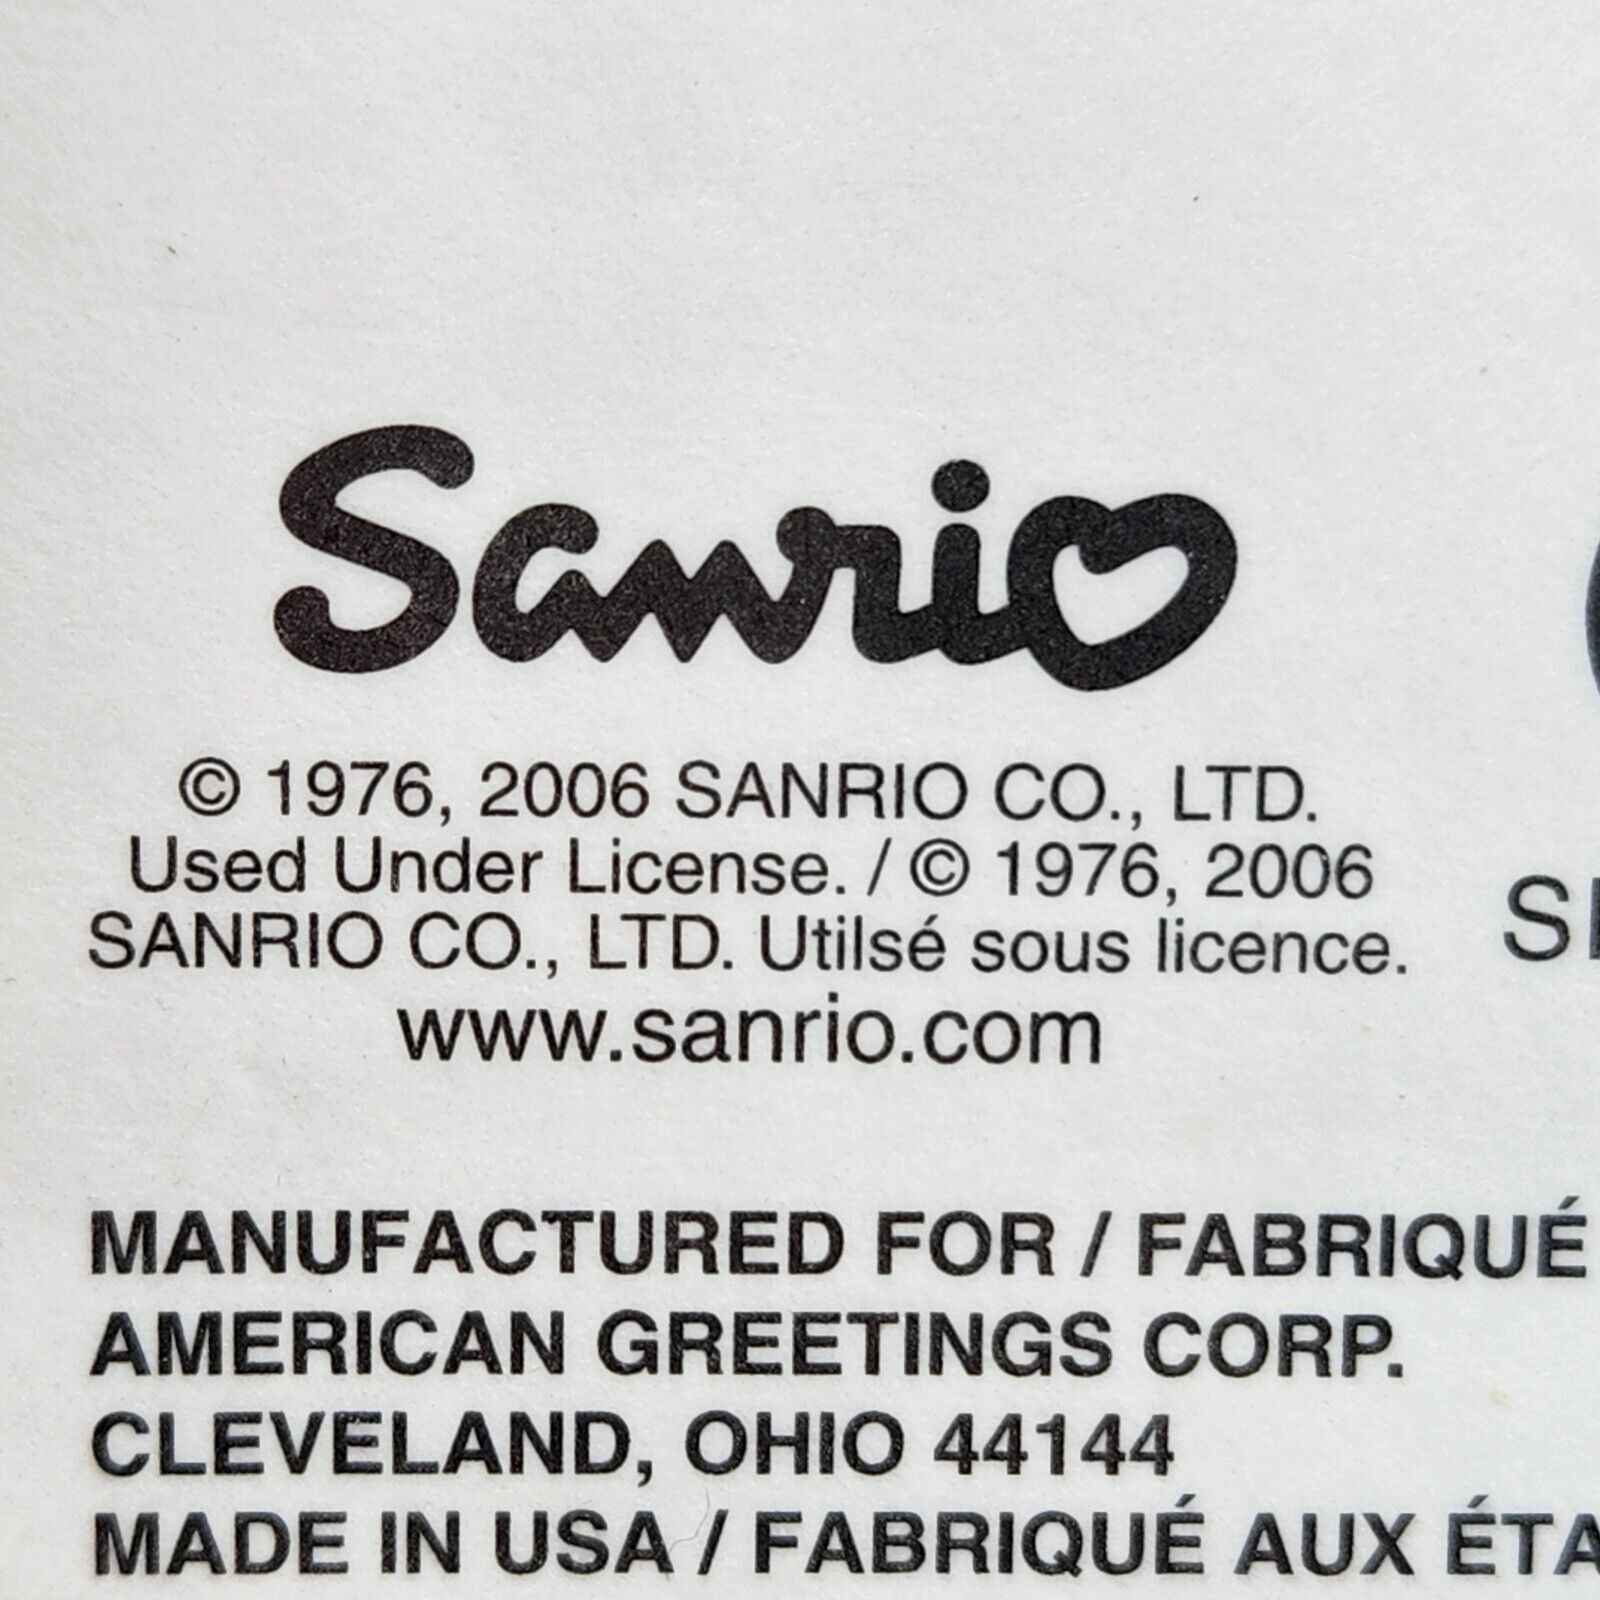 Sanrio
© 1976, 2006 SANRIO CO., LTD.
Used Under License. / © 1976, 2006
SANRIO CO., LTD. Utilsé sous licence.
www.sanrio.com
MANUFACTURED FOR / FABRIQUÉ
AMERICAN GREETINGS CORP.
CLEVELAND, OHIO 44144
MADE IN USA / FABRIQUÉ AUX